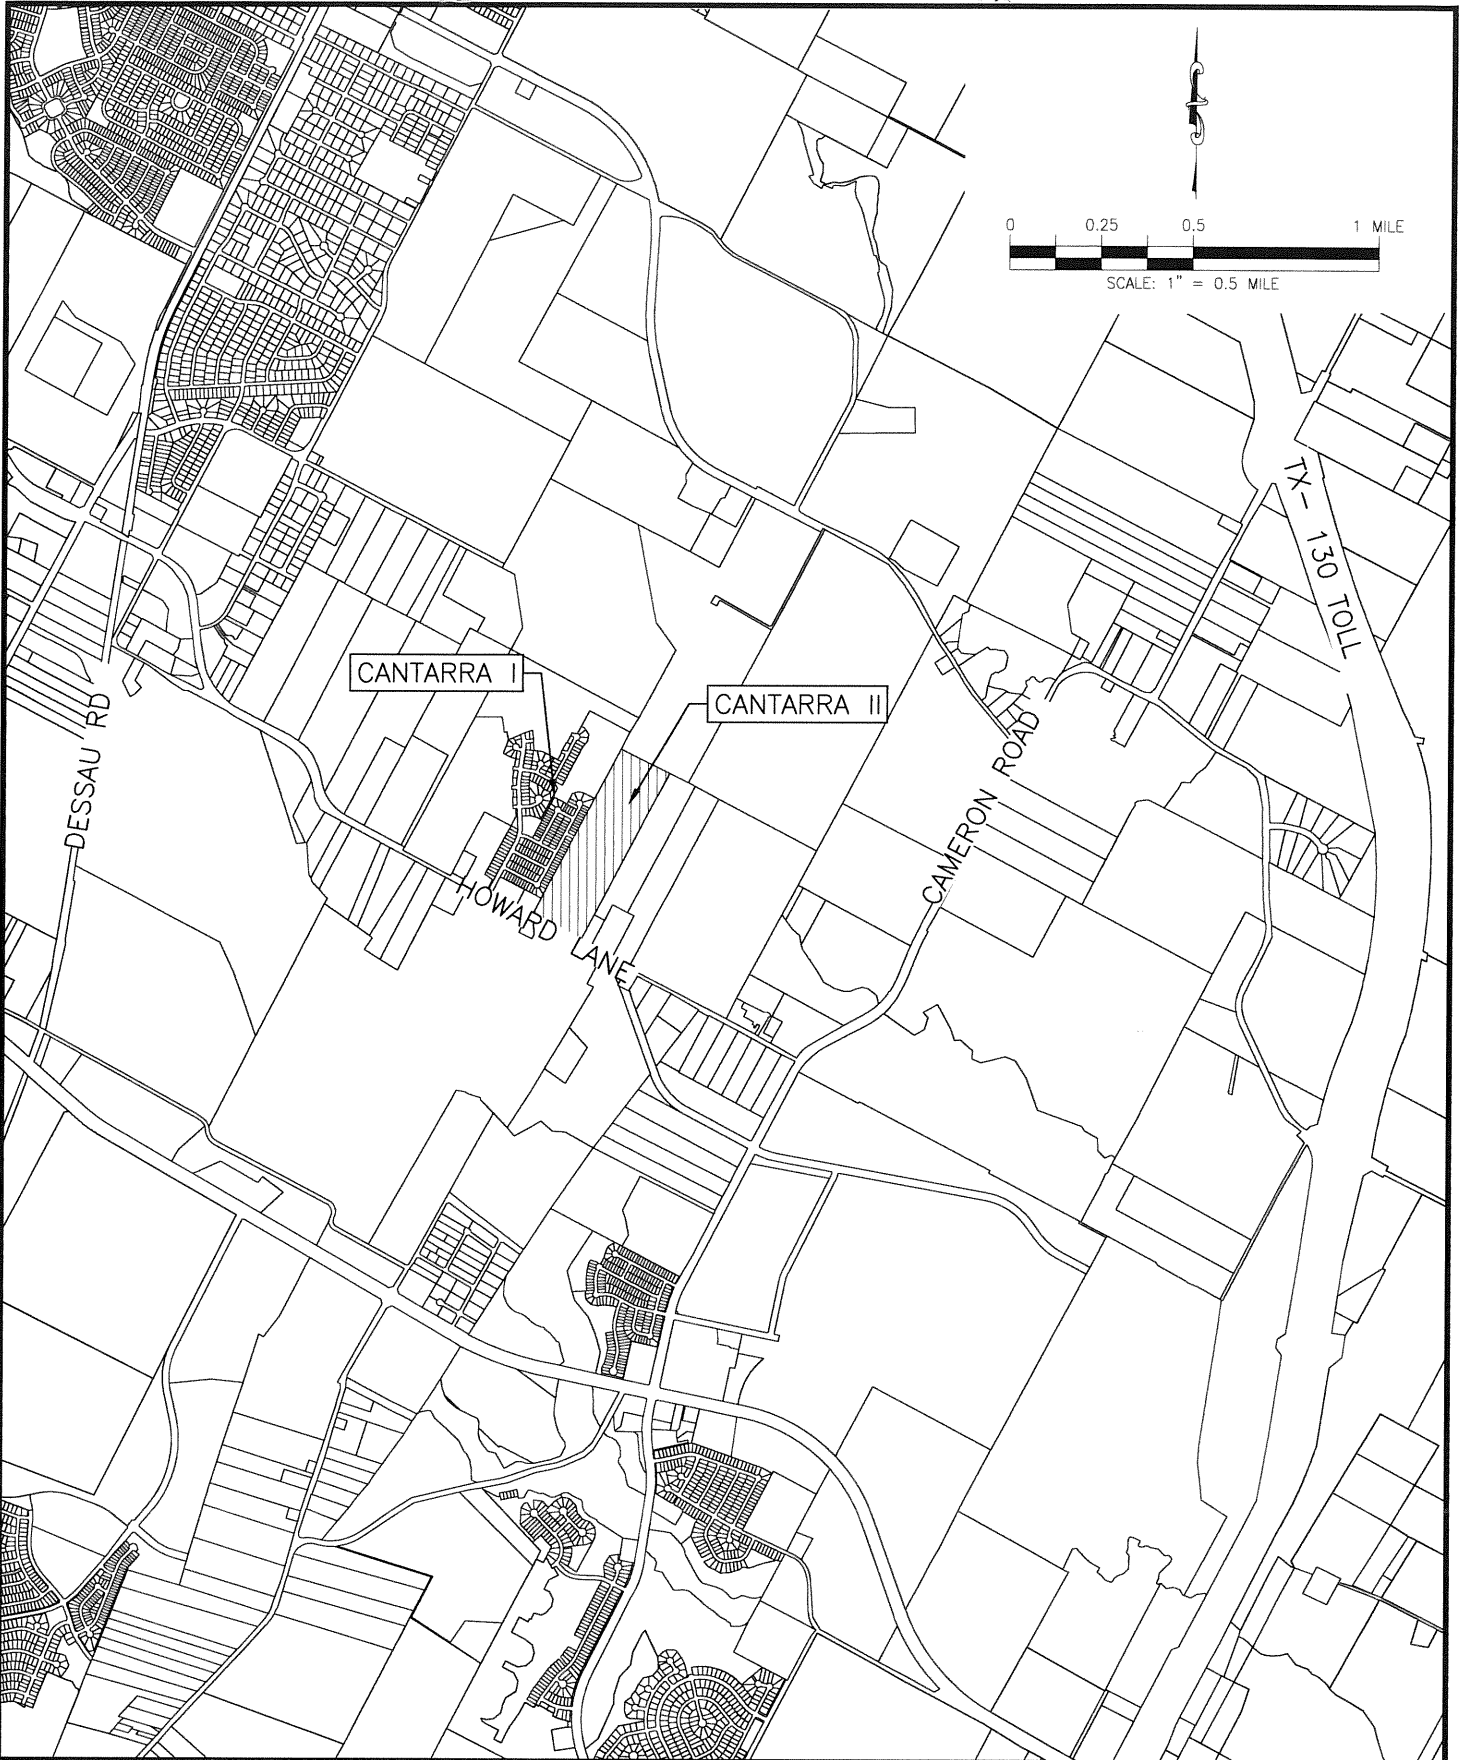 0 0.25 0.5 1 MILE
SCALE: 1" = 0.5 MILE
TX- 130 TOLL
CANTARRA I
CANTARRA II
DESSAU RD
CAMERON ROAD
HOWARD LANE